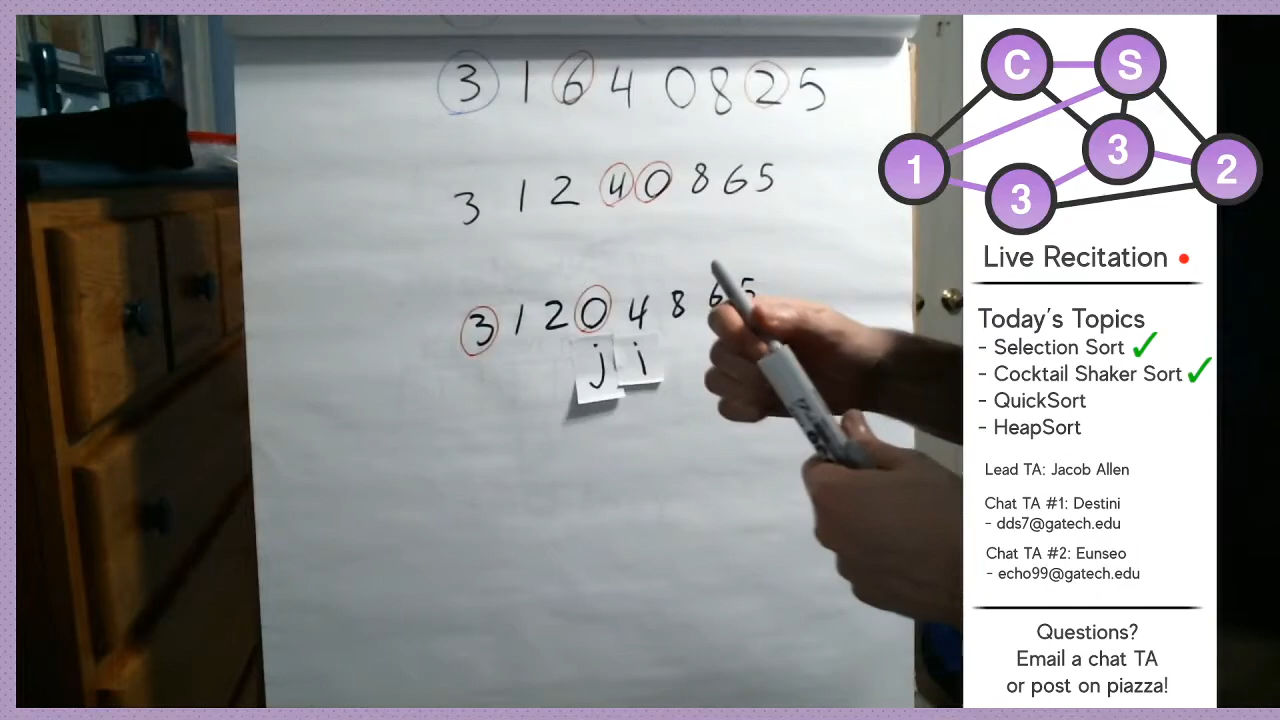 3 1 6 4 0 8 2 5
3 1 2 4 0 8 6 5
3 1 2 0 4 8 6 5
j i
C S
1 3 3 2
Live Recitation
Today's Topics
- Selection Sort ✓
- Cocktail Shaker Sort ✓
- QuickSort
- HeapSort
Lead TA: Jacob Allen
Chat TA #1: Destini
- dds7@gatech.edu
Chat TA #2: Eunseo
- echo99@gatech.edu
Questions?
Email a chat TA
or post on piazza!